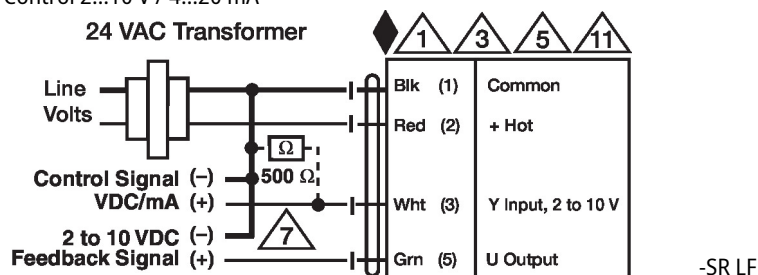 Control 2...10 V / 4...20 mA
24 VAC Transformer
1 3 5 11
Line Volts
Blk (1) Common
Red (2) + Hot
Ω
500 Ω
Control Signal (–)
VDC/mA (+)
Wht (3) Y Input, 2 to 10 V
7
2 to 10 VDC (–)
Feedback Signal (+)
Grn (5) U Output
-SR LF